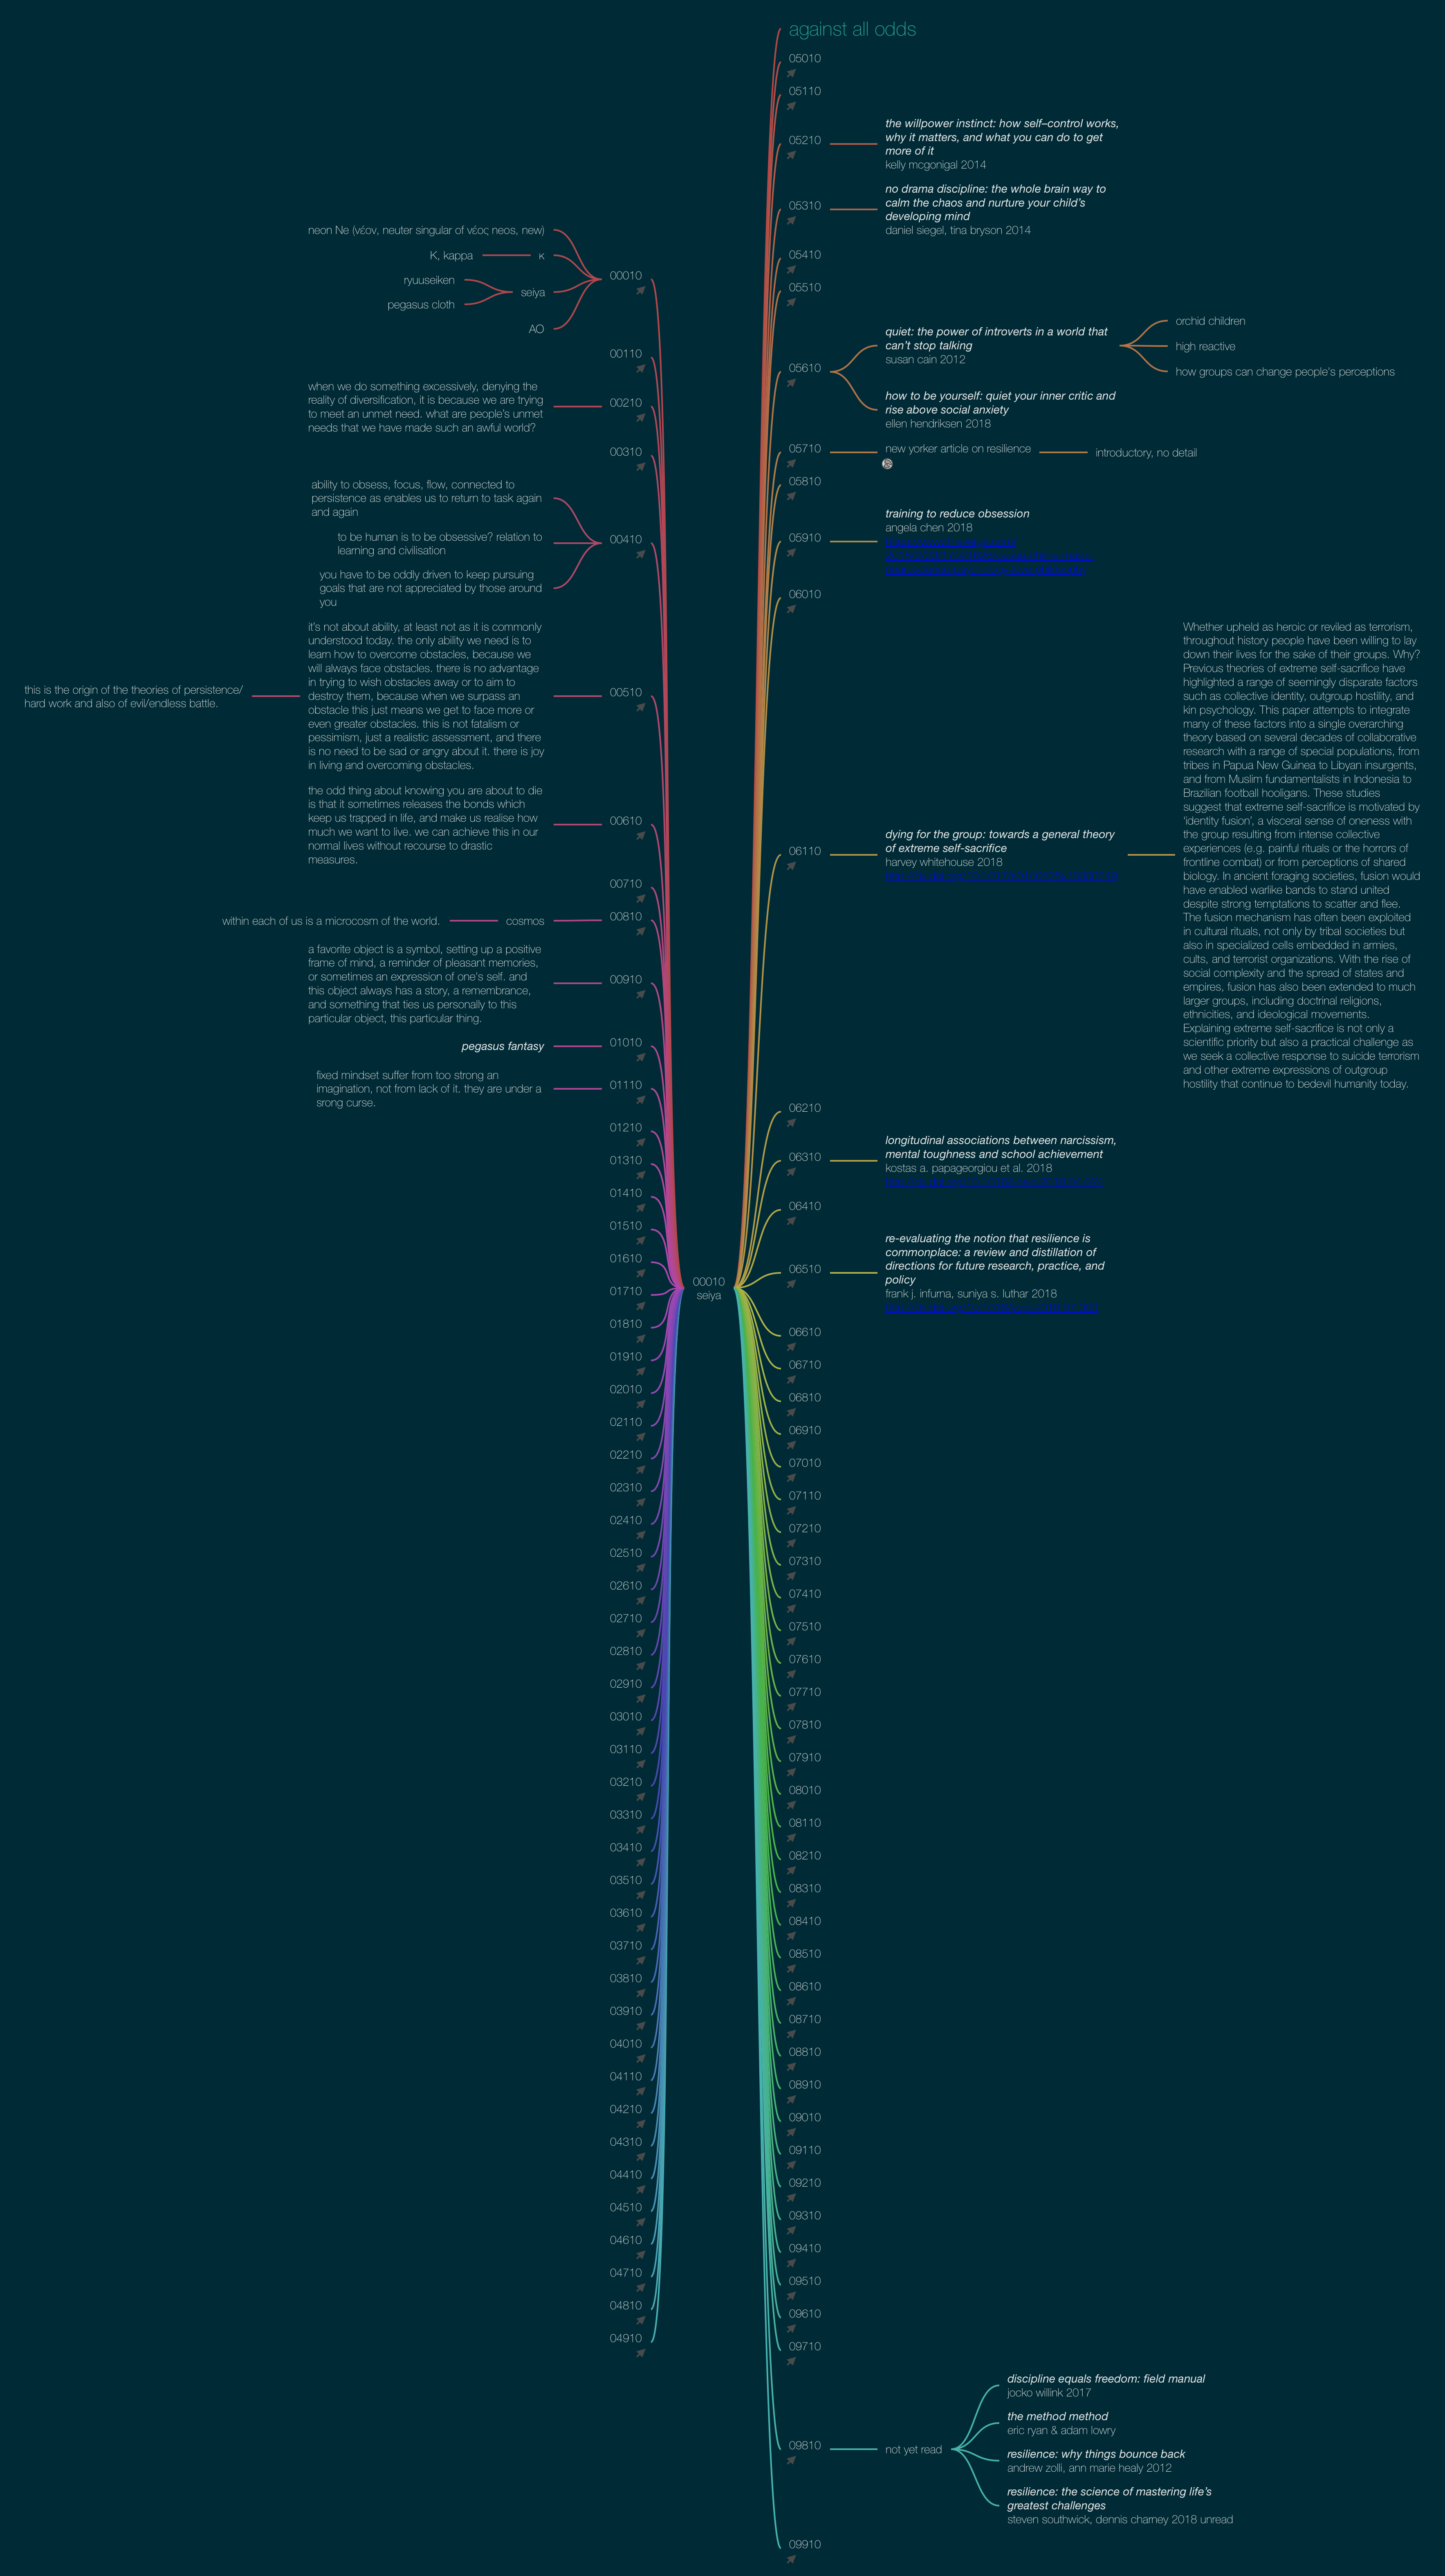 against all odds
05010
05110
05210
the willpower instinct: how self–control works,
why it matters, and what you can do to get
more of it
kelly mcgonigal 2014
05310
no drama discipline: the whole brain way to
calm the chaos and nurture your child's
developing mind
daniel siegel, tina bryson 2014
05410
05510
05610
quiet: the power of introverts in a world that
can't stop talking
susan cain 2012
orchid children
high reactive
how groups can change people's perceptions
how to be yourself: quiet your inner critic and
rise above social anxiety
ellen hendriksen 2018
05710
new yorker article on resilience
introductory, no detail
05810
05910
training to reduce obsession
angela chen 2018
06010
06110
dying for the group: towards a general theory
of extreme self-sacrifice
harvey whitehouse 2018
Whether upheld as heroic or reviled as terrorism,
throughout history people have been willing to lay
down their lives for the sake of their groups. Why?
Previous theories of extreme self-sacrifice have
highlighted a range of seemingly disparate factors
such as collective identity, outgroup hostility, and
kin psychology. This paper attempts to integrate
many of these factors into a single overarching
theory based on several decades of collaborative
research with a range of special populations, from
tribes in Papua New Guinea to Libyan insurgents,
and from Muslim fundamentalists in Indonesia to
Brazilian football hooligans. These studies
suggest that extreme self-sacrifice is motivated by
'identity fusion', a visceral sense of oneness with
the group resulting from intense collective
experiences (e.g. painful rituals or the horrors of
frontline combat) or from perceptions of shared
biology. In ancient foraging societies, fusion would
have enabled warlike bands to stand united
despite strong temptations to scatter and flee.
The fusion mechanism has often been exploited
in cultural rituals, not only by tribal societies but
also in specialized cells embedded in armies,
cults, and terrorist organizations. With the rise of
social complexity and the spread of states and
empires, fusion has also been extended to much
larger groups, including doctrinal religions,
ethnicities, and ideological movements.
Explaining extreme self-sacrifice is not only a
scientific priority but also a practical challenge as
we seek a collective response to suicide terrorism
and other extreme expressions of outgroup
hostility that continue to bedevil humanity today.
06210
06310
longitudinal associations between narcissism,
mental toughness and school achievement
kostas a. papageorgiou et al. 2018
06410
06510
re-evaluating the notion that resilience is
commonplace: a review and distillation of
directions for future research, practice, and
policy
frank j. infurna, suniya s. luthar 2018
06610
06710
06810
06910
07010
07110
07210
07310
07410
07510
07610
07710
07810
07910
08010
08110
08210
08310
08410
08510
08610
08710
08810
08910
09010
09110
09210
09310
09410
09510
09610
09710
09810
not yet read
discipline equals freedom: field manual
jocko willink 2017
the method method
eric ryan & adam lowry
resilience: why things bounce back
andrew zolli, ann marie healy 2012
resilience: the science of mastering life's
greatest challenges
steven southwick, dennis charney 2018 unread
09910
00010
seiya
00010
neon Ne (νέον, neuter singular of νέος neos, new)
K, kappa
κ
ryuuseiken
pegasus cloth
seiya
AO
00110
00210
when we do something excessively, denying the
reality of diversification, it is because we are trying
to meet an unmet need. what are people's unmet
needs that we have made such an awful world?
00310
00410
ability to obsess, focus, flow, connected to
persistence as enables us to return to task again
and again
to be human is to be obsessive? relation to
learning and civilisation
you have to be oddly driven to keep pursuing
goals that are not appreciated by those around
you
00510
it's not about ability, at least not as it is commonly
understood today. the only ability we need is to
learn how to overcome obstacles, because we
will always face obstacles. there is no advantage
in trying to wish obstacles away or to aim to
destroy them, because when we surpass an
obstacle this just means we get to face more or
even greater obstacles. this is not fatalism or
pessimism, just a realistic assessment, and there
is no need to be sad or angry about it. there is joy
in living and overcoming obstacles.
this is the origin of the theories of persistence/
hard work and also of evil/endless battle.
00610
the odd thing about knowing you are about to die
is that it sometimes releases the bonds which
keep us trapped in life, and make us realise how
much we want to live. we can achieve this in our
normal lives without recourse to drastic
measures.
00710
00810
cosmos
within each of us is a microcosm of the world.
00910
a favorite object is a symbol, setting up a positive
frame of mind, a reminder of pleasant memories,
or sometimes an expression of one's self. and
this object always has a story, a remembrance,
and something that ties us personally to this
particular object, this particular thing.
01010
pegasus fantasy
01110
fixed mindset suffer from too strong an
imagination, not from lack of it. they are under a
srong curse.
01210
01310
01410
01510
01610
01710
01810
01910
02010
02110
02210
02310
02410
02510
02610
02710
02810
02910
03010
03110
03210
03310
03410
03510
03610
03710
03810
03910
04010
04110
04210
04310
04410
04510
04610
04710
04810
04910